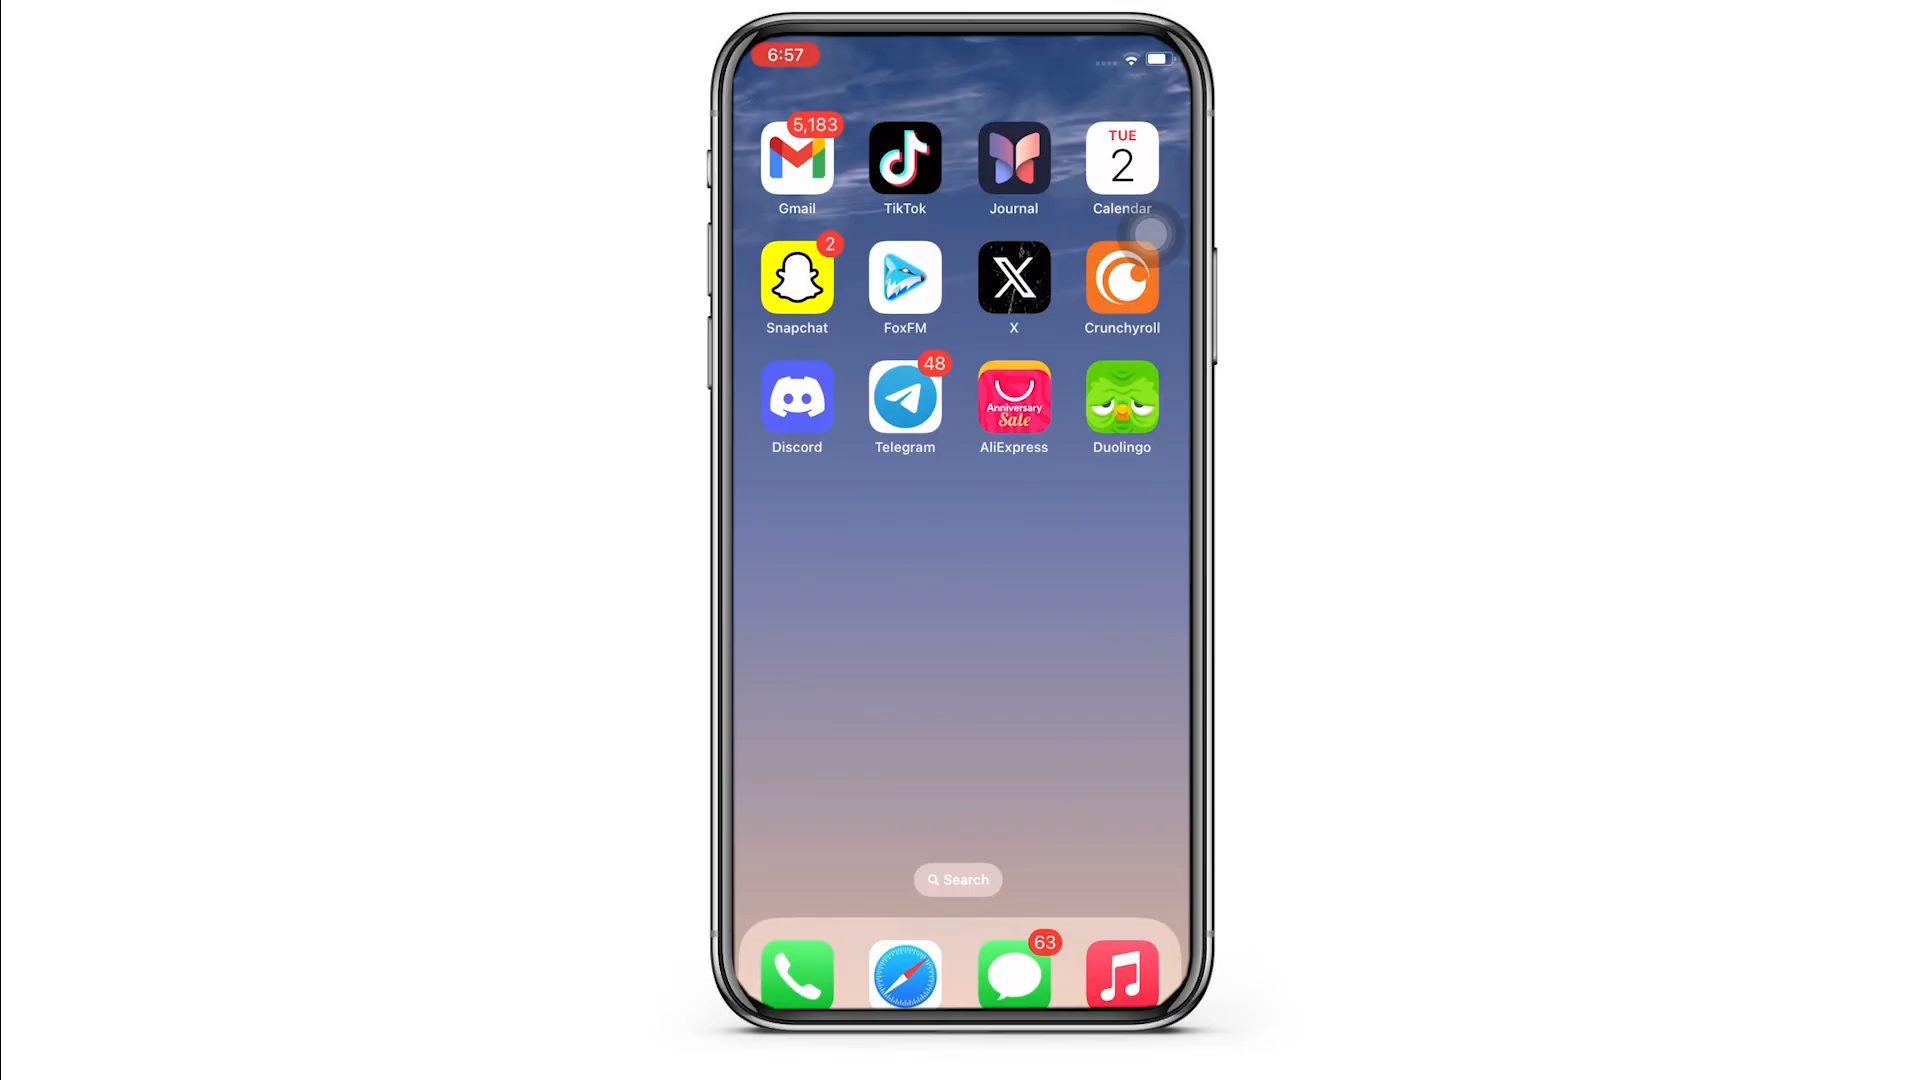 6:57
5,183
TUE
2
Gmail
TikTok
Journal
Calendar
2
Snapchat
FoxFM
X
Crunchyroll
48
Anniversary
Sale
Discord
Telegram
AliExpress
Duolingo
Search
63